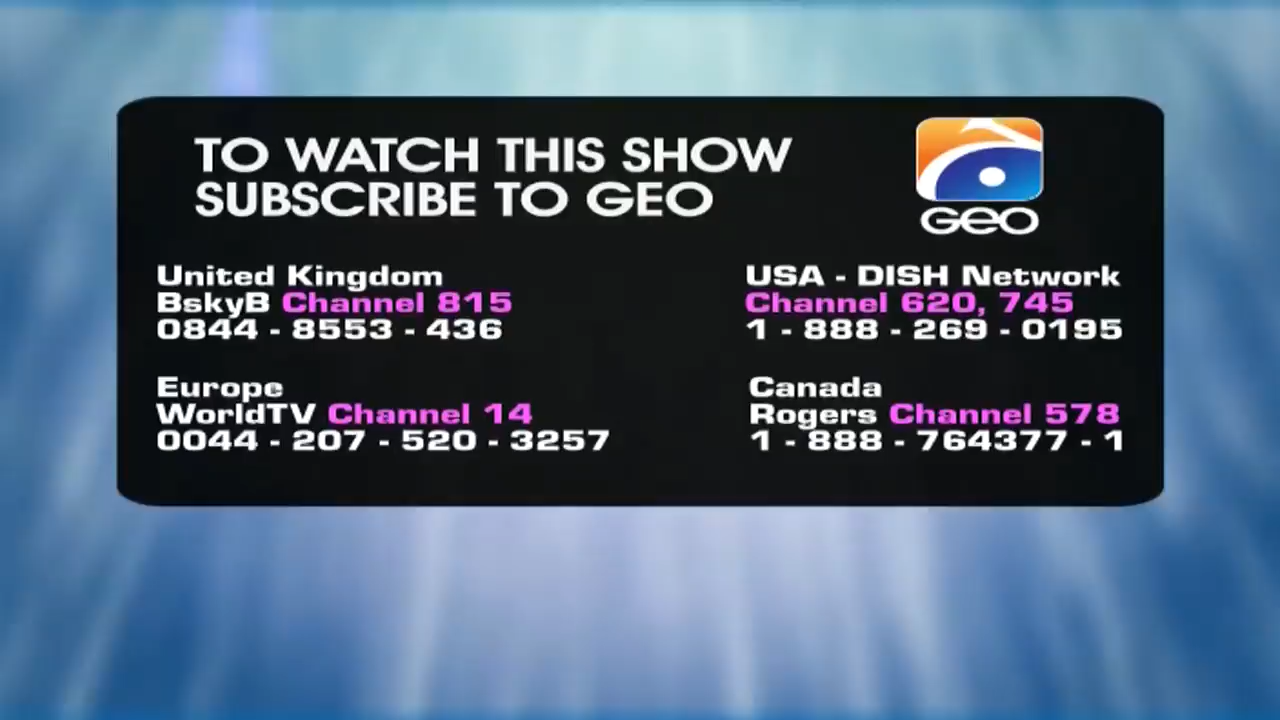 TO WATCH THIS SHOW
SUBSCRIBE TO GEO
GEO
United Kingdom
BskyB Channel 815
0844 - 8553 - 436
USA - DISH Network
Channel 620, 745
1 - 888 - 269 - 0195
Europe
WorldTV Channel 14
0044 - 207 - 520 - 3257
Canada
Rogers Channel 578
1 - 888 - 764377 - 1